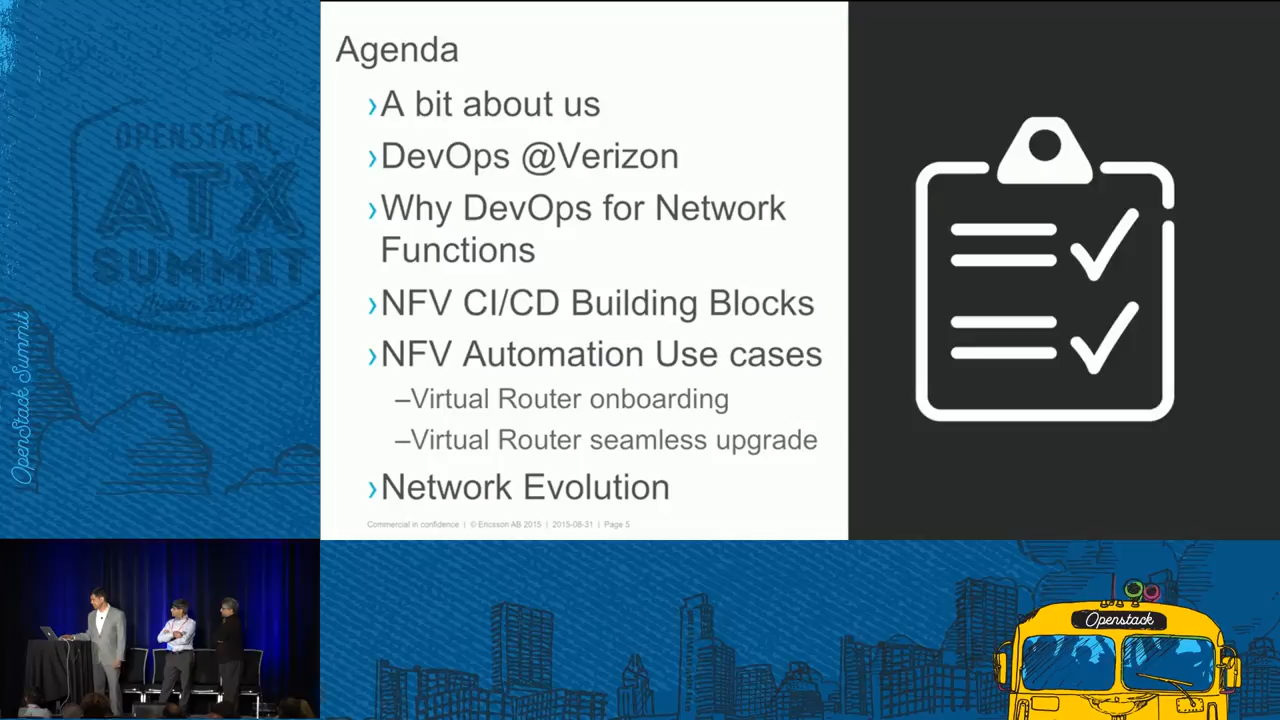 Agenda
›A bit about us
›DevOps @Verizon
›Why DevOps for Network
Functions
›NFV CI/CD Building Blocks
›NFV Automation Use cases
–Virtual Router onboarding
–Virtual Router seamless upgrade
›Network Evolution
Commercial in confidence | © Ericsson AB 2015 | 2015-08-31 | Page 5
OPENSTACK
ATX
SUMMIT
OpenStack Summit
Openstack